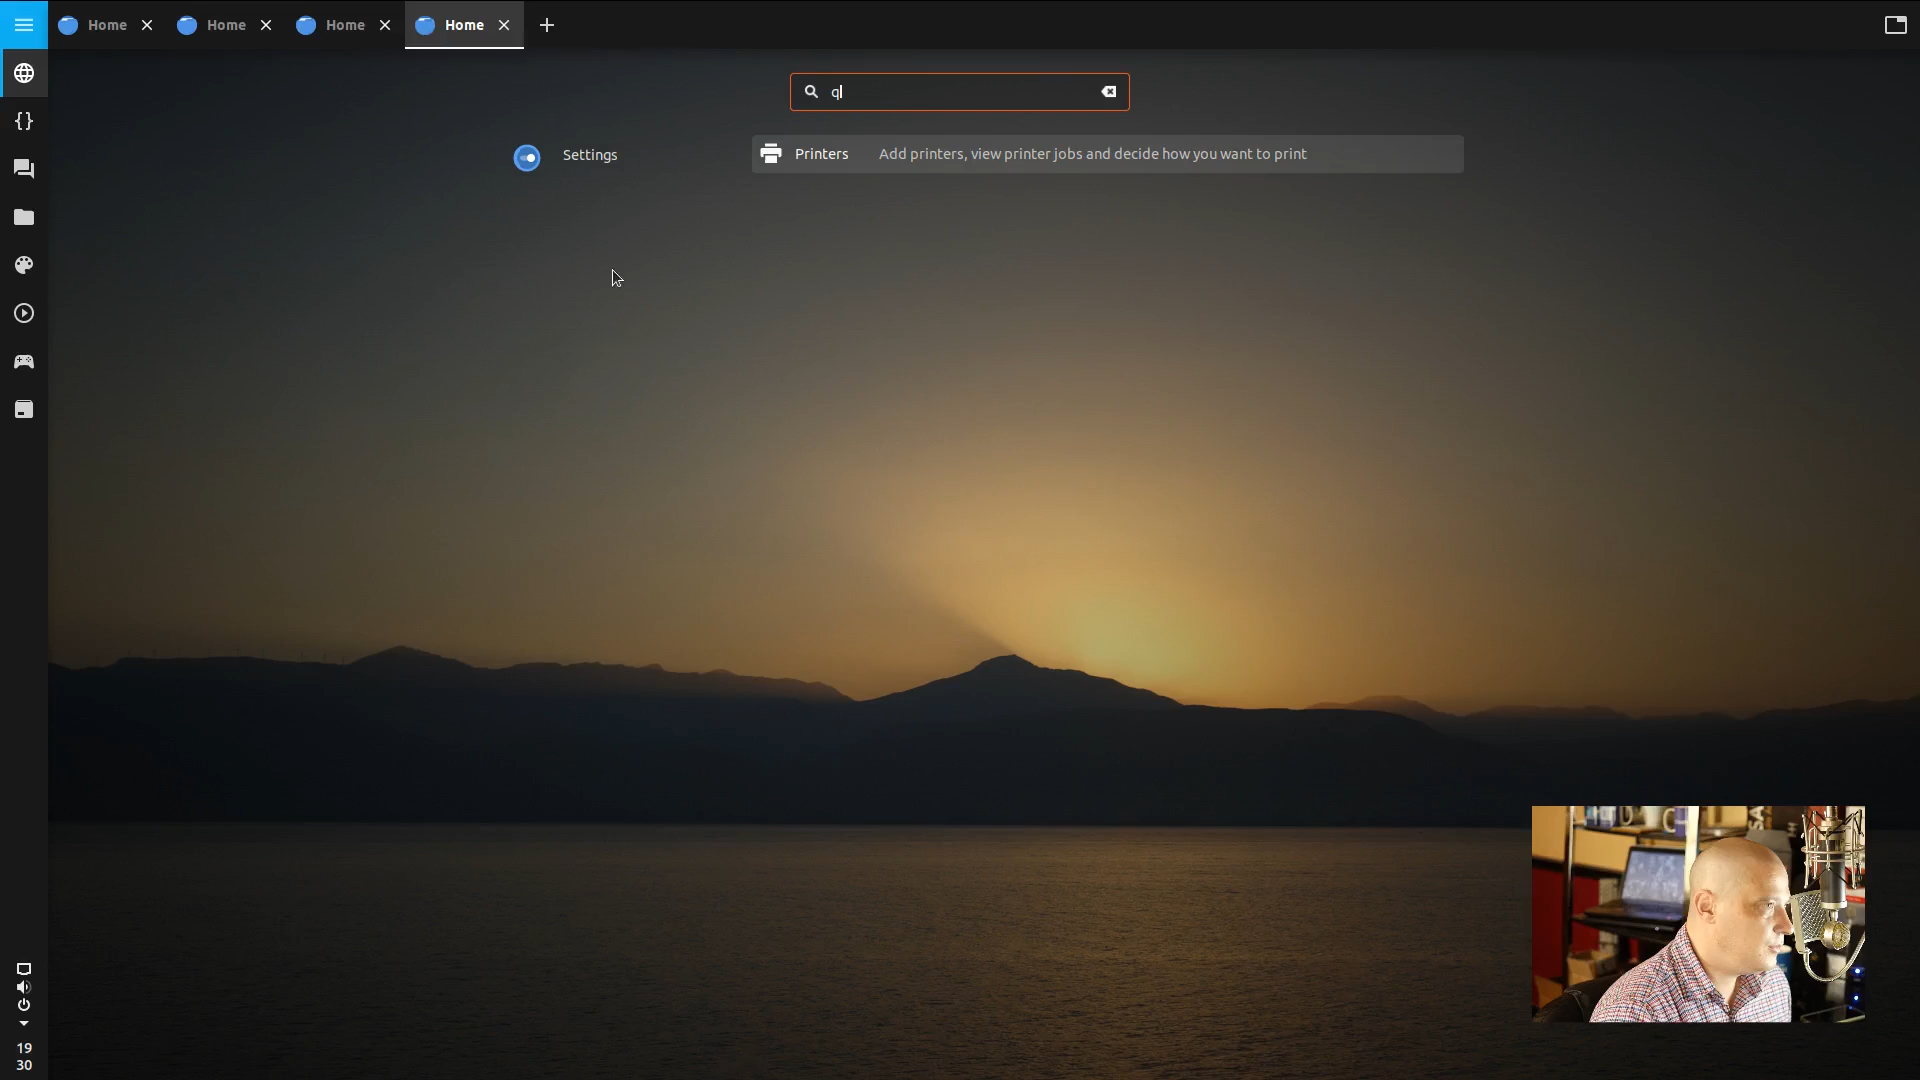 Home Home Home Home
q
Settings
Printers Add printers, view printer jobs and decide how you want to print
19
30